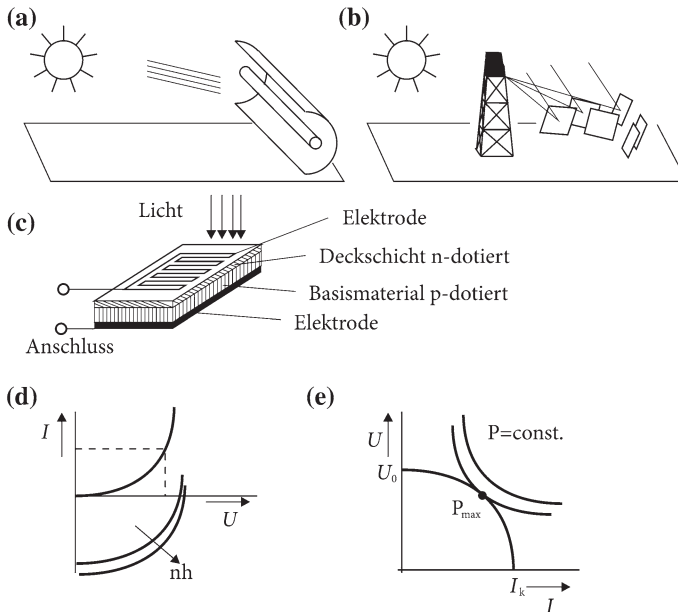 (a)
(b)
(c)
Licht
Elektrode
Deckschicht n-dotiert
Basismaterial p-dotiert
Elektrode
Anschluss
(d)
I
U
nh
(e)
U
P=const.
U0
Pmax
Ik
I